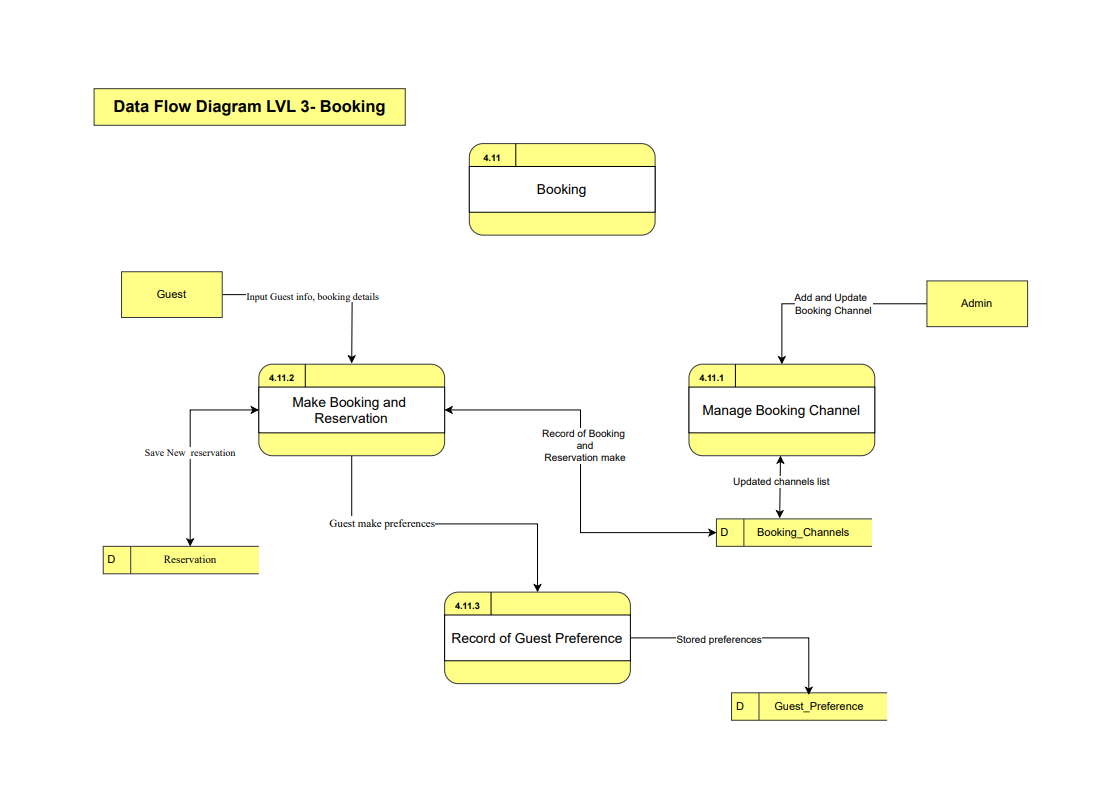 Data Flow Diagram LVL 3- Booking
4.11
Booking
Guest
Input Guest info, booking details
Add and Update
Booking Channel
Admin
4.11.2
Make Booking and
Reservation
4.11.1
Manage Booking Channel
Record of Booking
and
Reservation make
Save New  reservation
Updated channels list
Guest make preferences
D
Booking_Channels
D
Reservation
4.11.3
Record of Guest Preference
Stored preferences
D
Guest_Preference